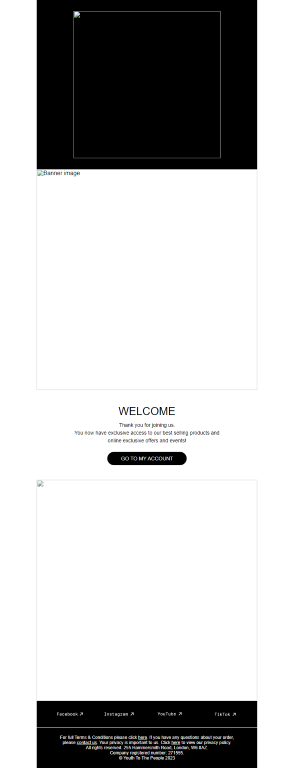 Banner image
WELCOME
Thank you for joining us.
You now have exclusive access to our best selling products and
online exclusive offers and events!
GO TO MY ACCOUNT
Facebook ↗ Instagram ↗ YouTube ↗ TikTok ↗
For full Terms & Conditions please click here. If you have any questions about your order,
please contact us. Your privacy is important to us. Click here to view our privacy policy.
All rights reserved. 255 Hammersmith Road, London, W6 8AZ.
Company registered number: 271555.
© Youth To The People 2023